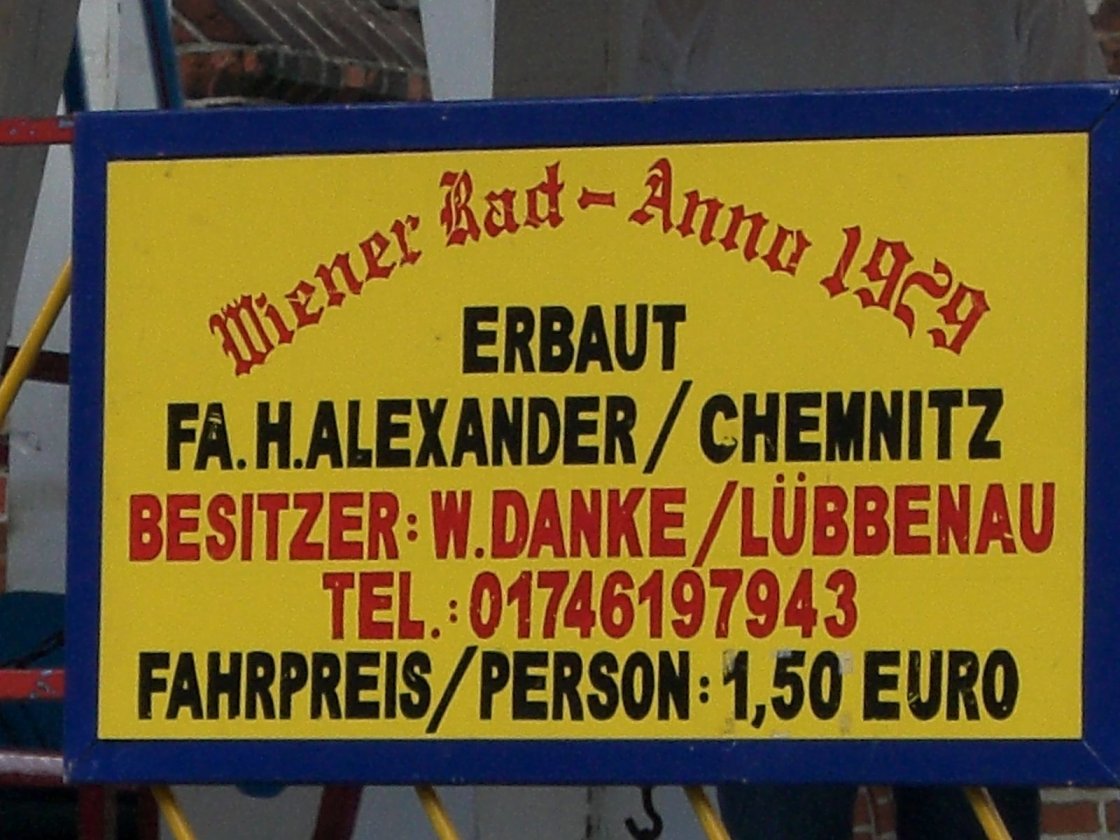 Wiener Rad - Anno 1929
ERBAUT
FA. H. ALEXANDER / CHEMNITZ
BESITZER: W. DANKE / LÜBBENAU
TEL.: 01746197943
FAHRPREIS/PERSON: 1,50 EURO